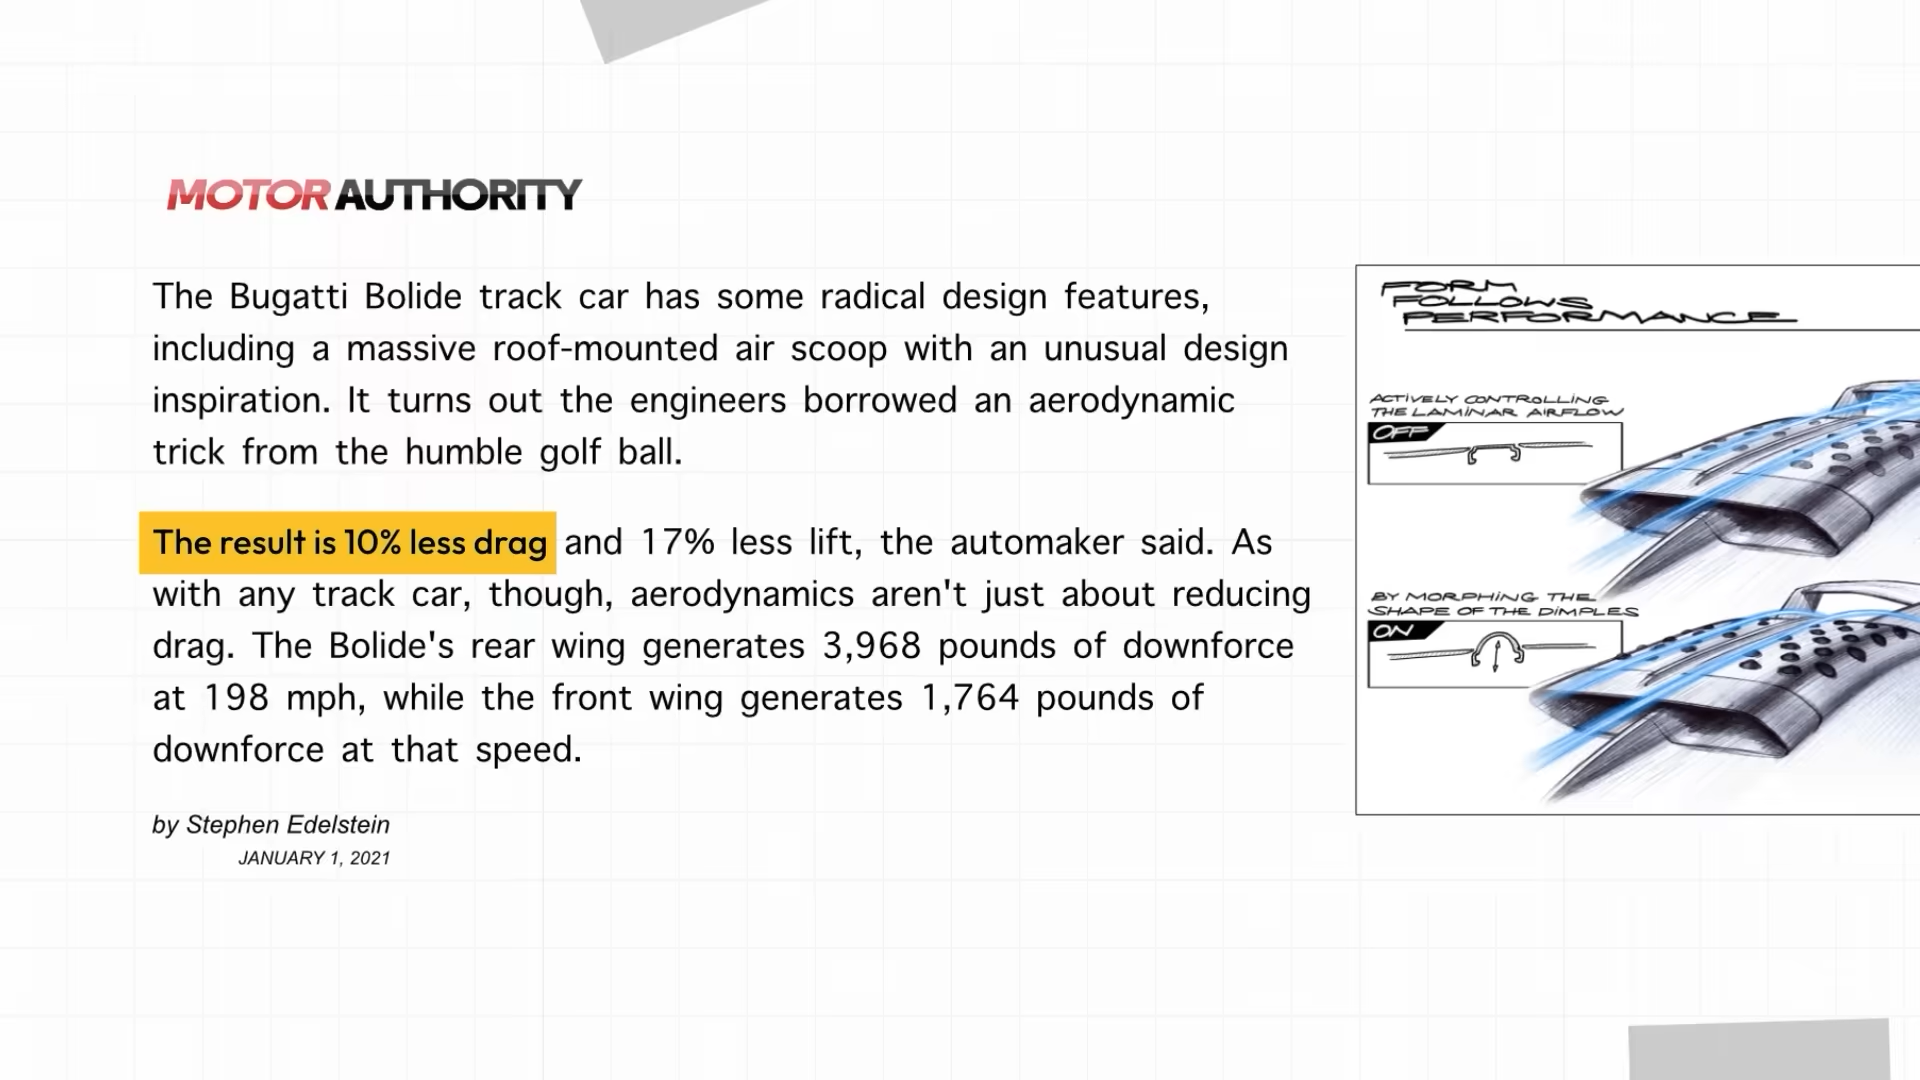 MOTOR AUTHORITY
The Bugatti Bolide track car has some radical design features,
including a massive roof-mounted air scoop with an unusual design
inspiration. It turns out the engineers borrowed an aerodynamic
trick from the humble golf ball.
The result is 10% less drag and 17% less lift, the automaker said. As
with any track car, though, aerodynamics aren't just about reducing
drag. The Bolide's rear wing generates 3,968 pounds of downforce
at 198 mph, while the front wing generates 1,764 pounds of
downforce at that speed.
by Stephen Edelstein
JANUARY 1, 2021
FORM
FOLLOWS
PERFORMANCE
ACTIVELY CONTROLLING
THE LAMINAR AIRFLOW
OFF
BY MORPHING THE
SHAPE OF THE DIMPLES
ON